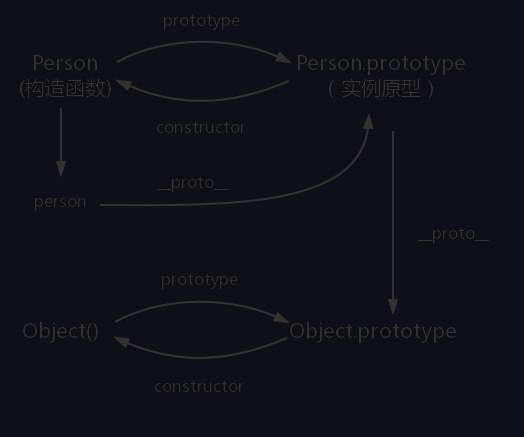 prototype
Person
(构造函数)
Person.prototype
（实例原型）
constructor
__proto__
person
__proto__
prototype
Object()
Object.prototype
constructor